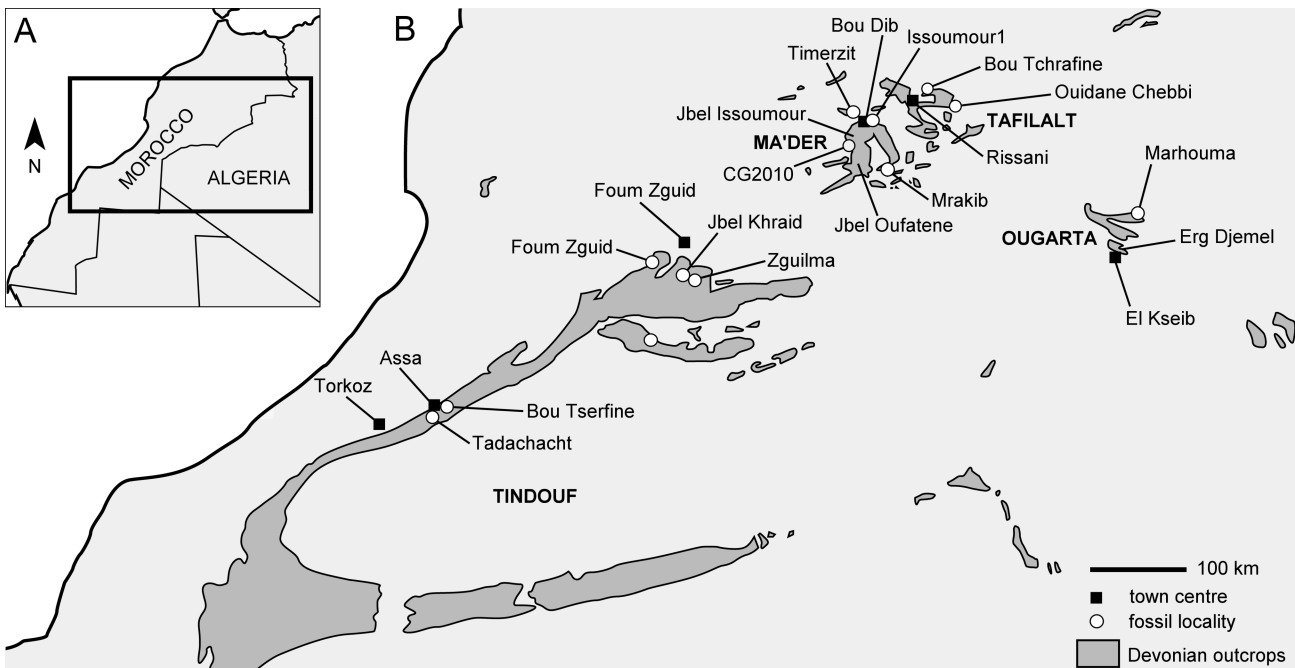 A
N
MOROCCO
ALGERIA
B
Bou Dib
Issoumour1
Timerzit
Bou Tchrafine
Ouidane Chebbi
Jbel Issoumour
TAFILALT
MA'DER
Rissani
Marhouma
CG2010
Mrakib
Foum Zguid
Jbel Khraid
Jbel Oufatene
OUGARTA
Erg Djemel
Foum Zguid
Zguilma
El Kseib
Assa
Torkoz
Bou Tserfine
Tadachacht
TINDOUF
100 km
town centre
fossil locality
Devonian outcrops